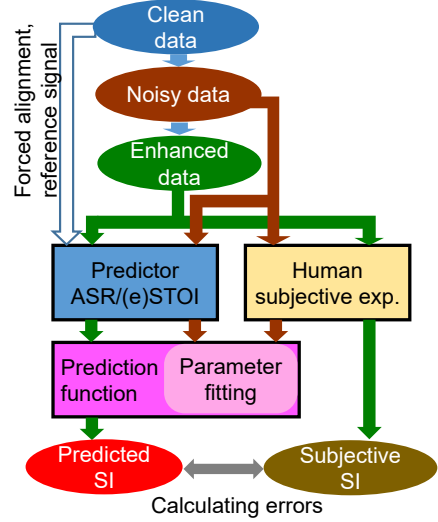 Clean
data
Forced alignment,
reference signal
Noisy data
Enhanced
data
Predictor
ASR/(e)STOI
Human
subjective exp.
Prediction
function
Parameter
fitting
Predicted
SI
Subjective
SI
Calculating errors